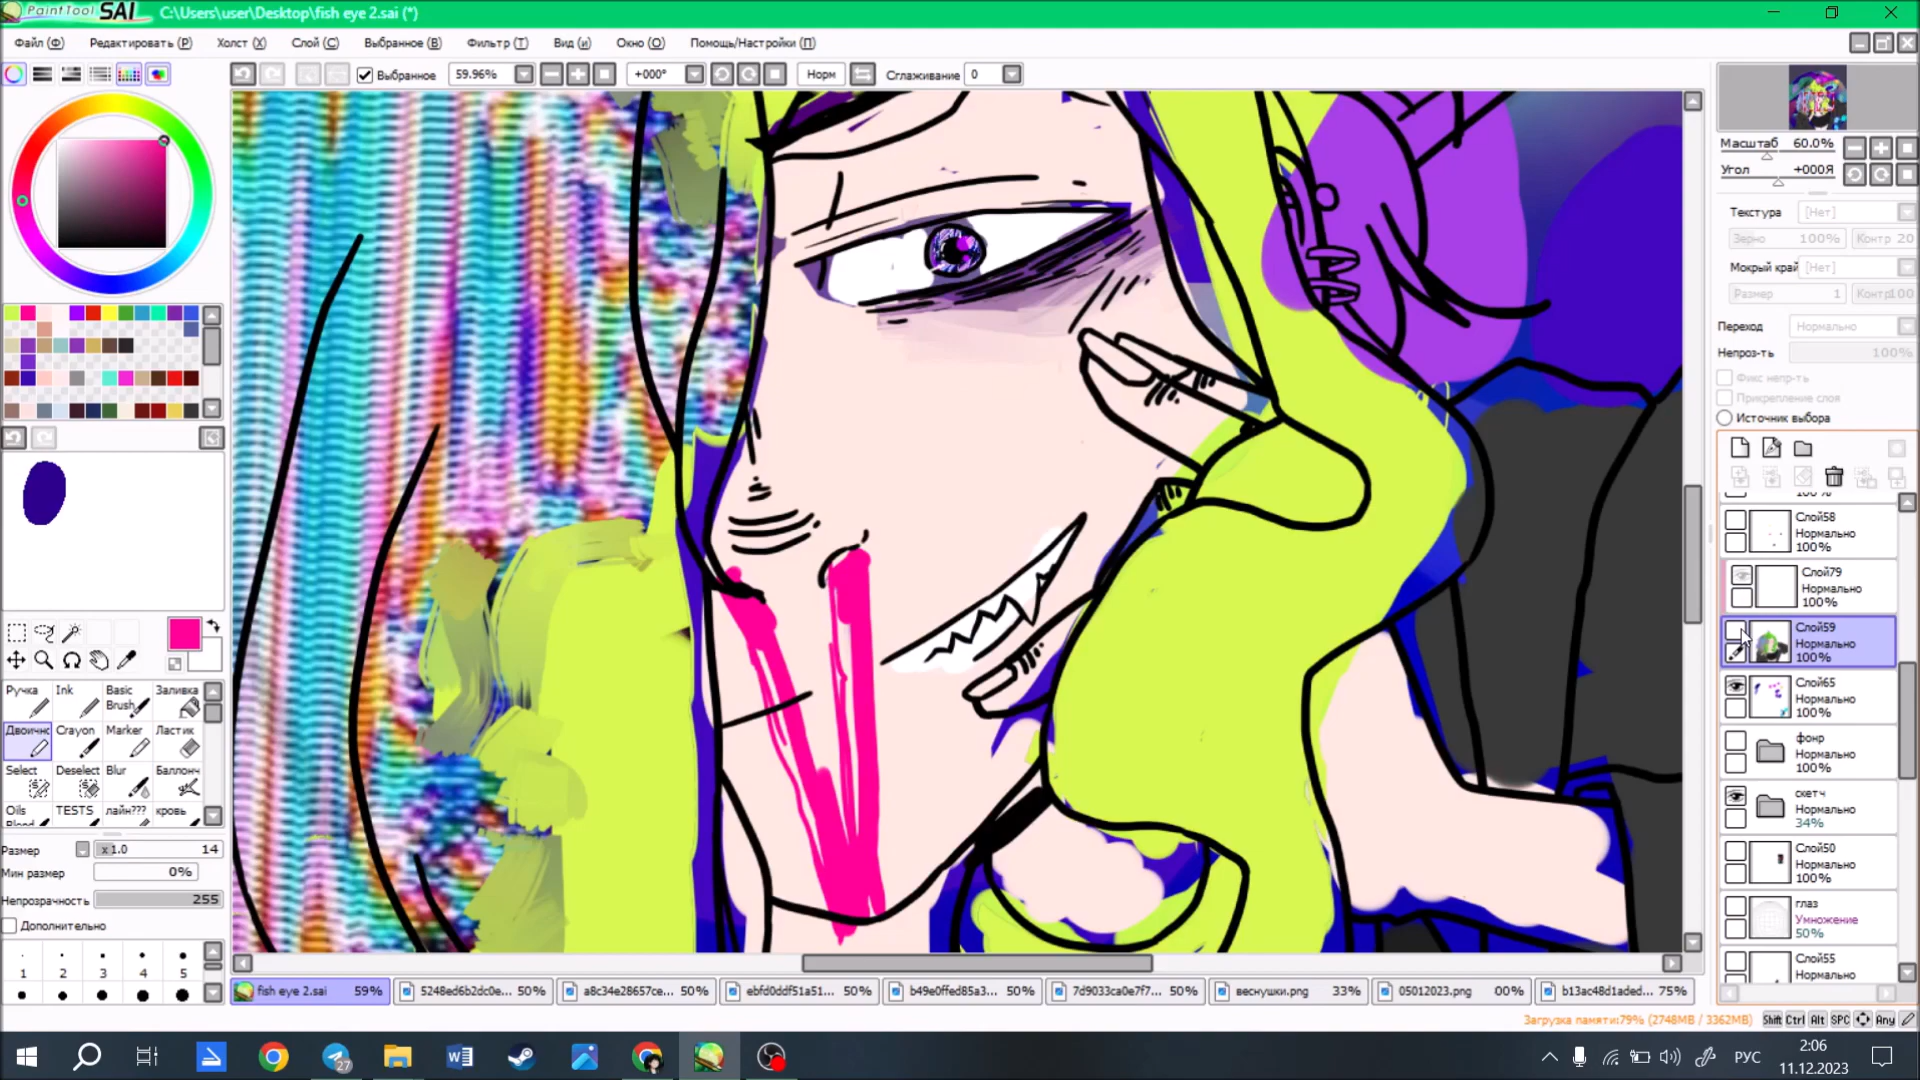 PaintTool SAI C:\Users\user\Desktop\fish eye 2.sai (*)
Файл (Ф) Редактировать (Р) Холст (Х) Слой (С) Выбранное (В) Фильтр (Т) Вид (и) Окно (О) Помощь/Настройки (П)
Выбранное 59.96% +000° Норм Сглаживание 0
Масштаб 60.0%
Угол +000Я
Текстура [Нет]
Зерно 100% Контр 20
Мокрый край [Нет]
Размер 1 Контр100
Переход Нормально
Непроз-ть 100%
Фикс непр-ть
Прикрепление слоя
Источник выбора
100%
Слой58
Нормально
100%
Слой79
Нормально
100%
Слой59
Нормально
100%
Слой65
Нормально
100%
фонр
Нормально
100%
скетч
Нормально
34%
Слой50
Нормально
100%
глаз
Умножение
50%
Слой55
Нормально
Ручка Ink Basic Brush Заливка
Двоичнс Crayon Marker Ластик
Select Deselect Blur Баллонч
Oils Blend TESTS лайн??? кровь
Размер x1.0 14
Мин размер 0%
Непрозрачность 255
Дополнительно
1 2 3 4 5
fish eye 2.sai 59% 5248ed6b2dc0e... 50% a8c34e28657ce... 50% ebfd0ddf51a51... 50% b49e0ffed85a3... 50% 7d9033ca0e7f7... 50% веснушки.png 33% 05012023.png 00% b13ac48d1aded... 75%
Загрузка памяти:79% (2748MB / 3362MB) Shift Ctrl Alt SPC Any
27 РУС 2:06
11.12.2023